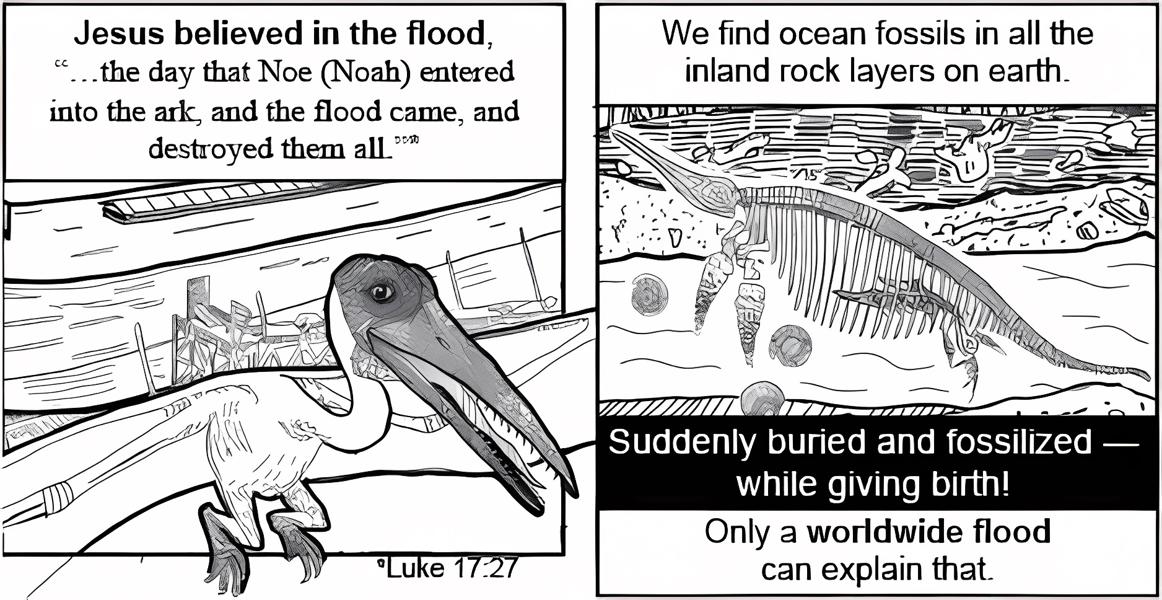 Jesus believed in the flood,
“…the day that Noe (Noah) entered
into the ark, and the flood came, and
destroyed them all.”
Luke 17:27
We find ocean fossils in all the
inland rock layers on earth.
Suddenly buried and fossilized —
while giving birth!
Only a worldwide flood
can explain that.